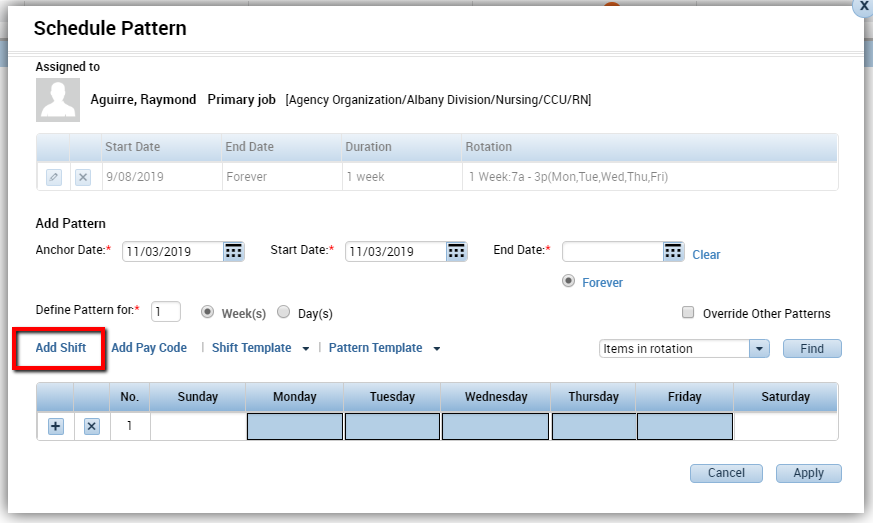 X
Schedule Pattern
Assigned to
Aguirre, Raymond Primary job [Agency Organization/Albany Division/Nursing/CCU/RN]
Start Date End Date Duration Rotation
9/08/2019 Forever 1 week 1 Week:7a - 3p(Mon,Tue,Wed,Thu,Fri)
Add Pattern
Anchor Date:* 11/03/2019 Start Date:* 11/03/2019 End Date:* Clear
Forever
Define Pattern for:* 1 Week(s) Day(s) Override Other Patterns
Add Shift Add Pay Code | Shift Template | Pattern Template Items in rotation Find
No. Sunday Monday Tuesday Wednesday Thursday Friday Saturday
1
Cancel Apply